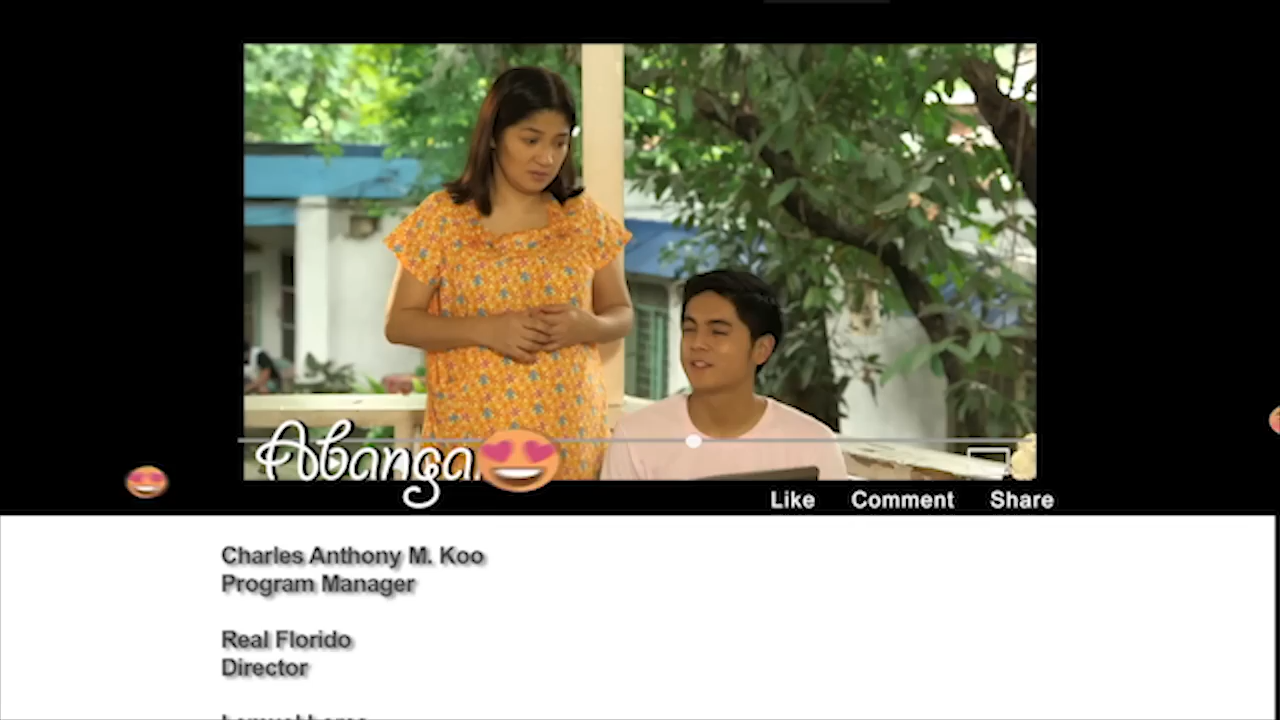 Abanga
Like Comment Share
Charles Anthony M. Koo
Program Manager
Real Florido
Director